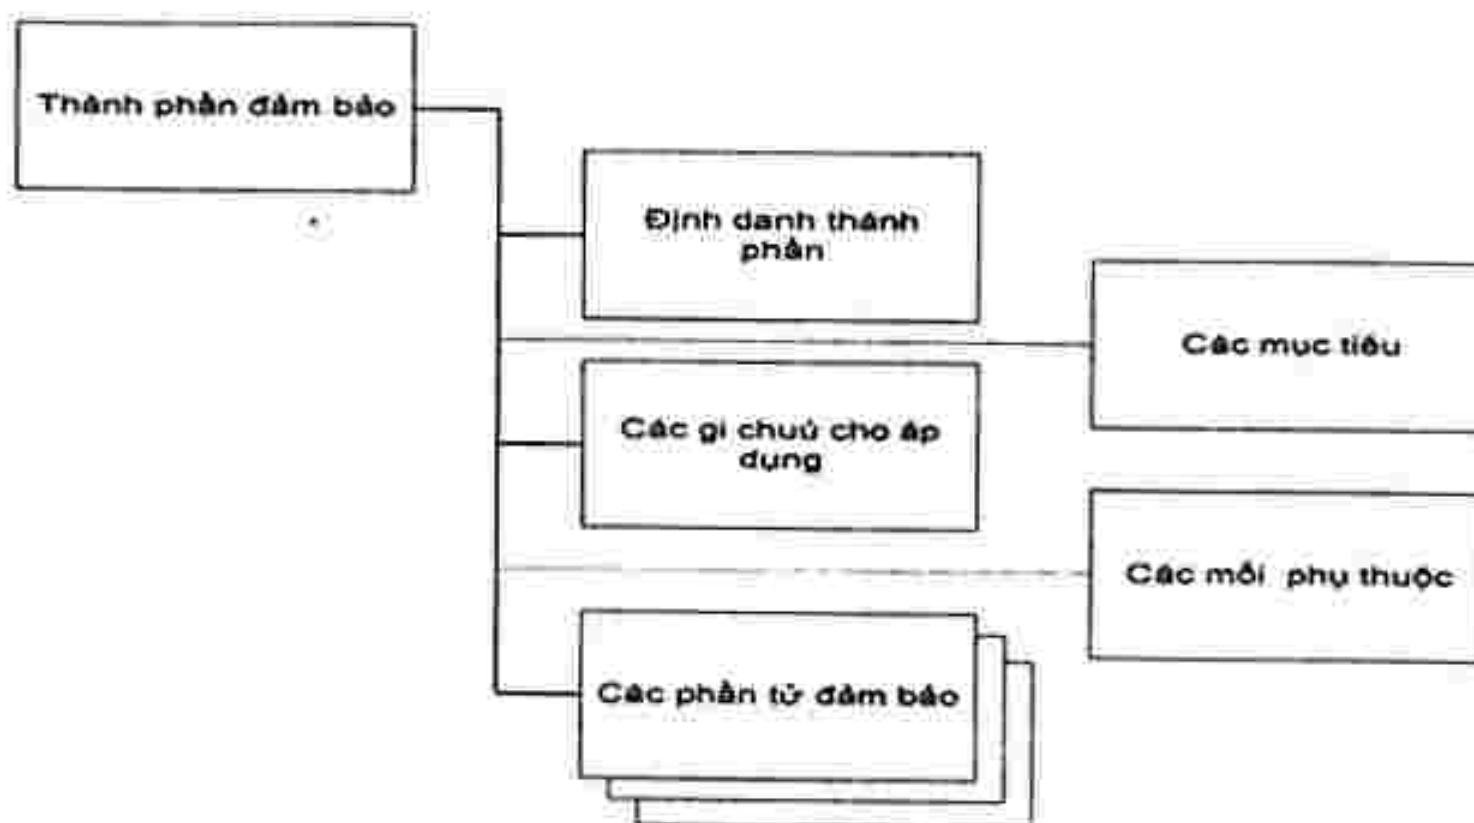 Thành phần đảm bảo
Định danh thành
phần
Các mục tiêu
Các gi chuú cho áp
dụng
Các mối phụ thuộc
Các phần tử đảm bảo